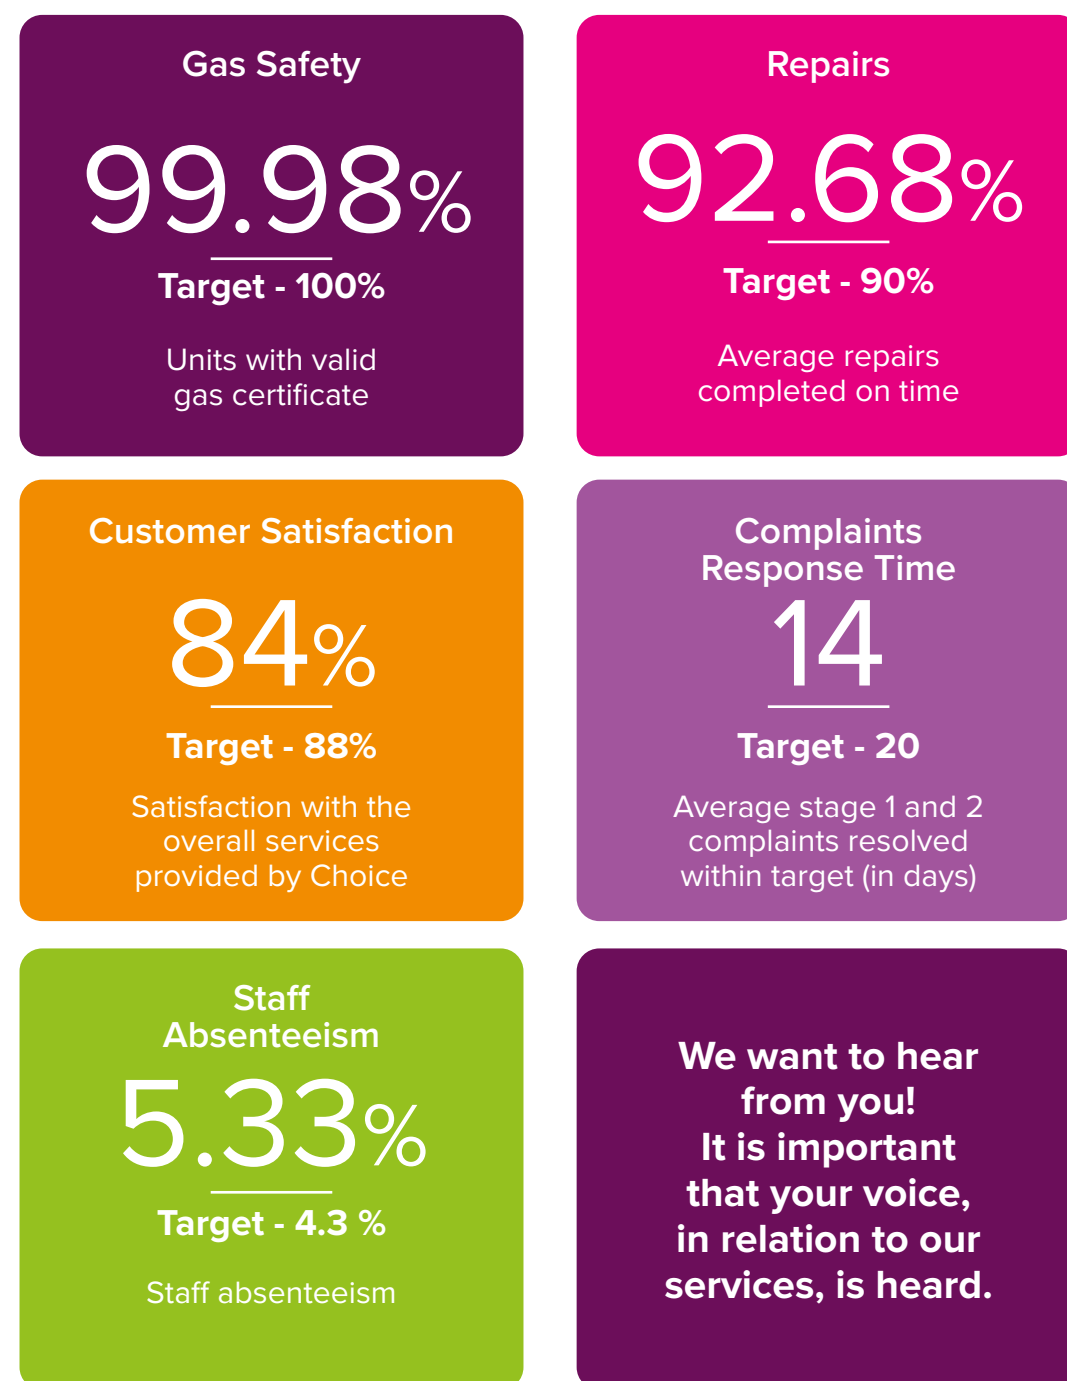 Gas Safety
99.98%
Target - 100%
Units with valid
gas certificate
Repairs
92.68%
Target - 90%
Average repairs
completed on time
Customer Satisfaction
84%
Target - 88%
Satisfaction with the
overall services
provided by Choice
Complaints
Response Time
14
Target - 20
Average stage 1 and 2
complaints resolved
within target (in days)
Staff
Absenteeism
5.33%
Target - 4.3 %
Staff absenteeism
We want to hear
from you!
It is important
that your voice,
in relation to our
services, is heard.